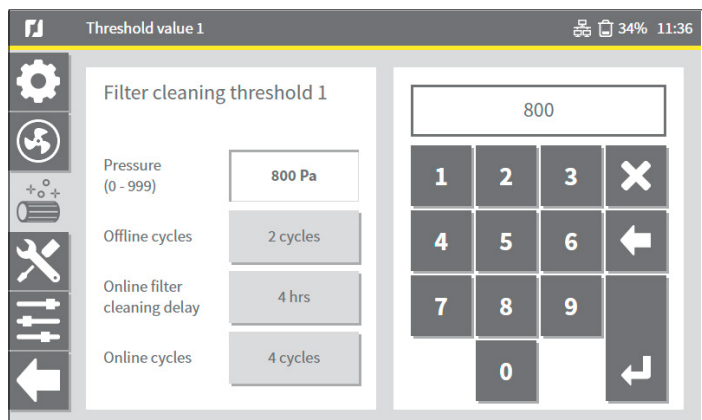 Threshold value 1
34% 11:36
Filter cleaning threshold 1
800
Pressure
(0 - 999)
800 Pa
Offline cycles
2 cycles
Online filter
cleaning delay
4 hrs
Online cycles
4 cycles
1 2 3
4 5 6
7 8 9
0